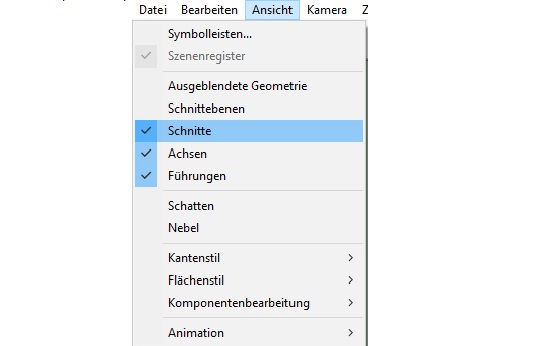 Datei Bearbeiten Ansicht Kamera Z
Symbolleisten...
Szenenregister
Ausgeblendete Geometrie
Schnittebenen
Schnitte
Achsen
Führungen
Schatten
Nebel
Kantenstil
Flächenstil
Komponentenbearbeitung
Animation